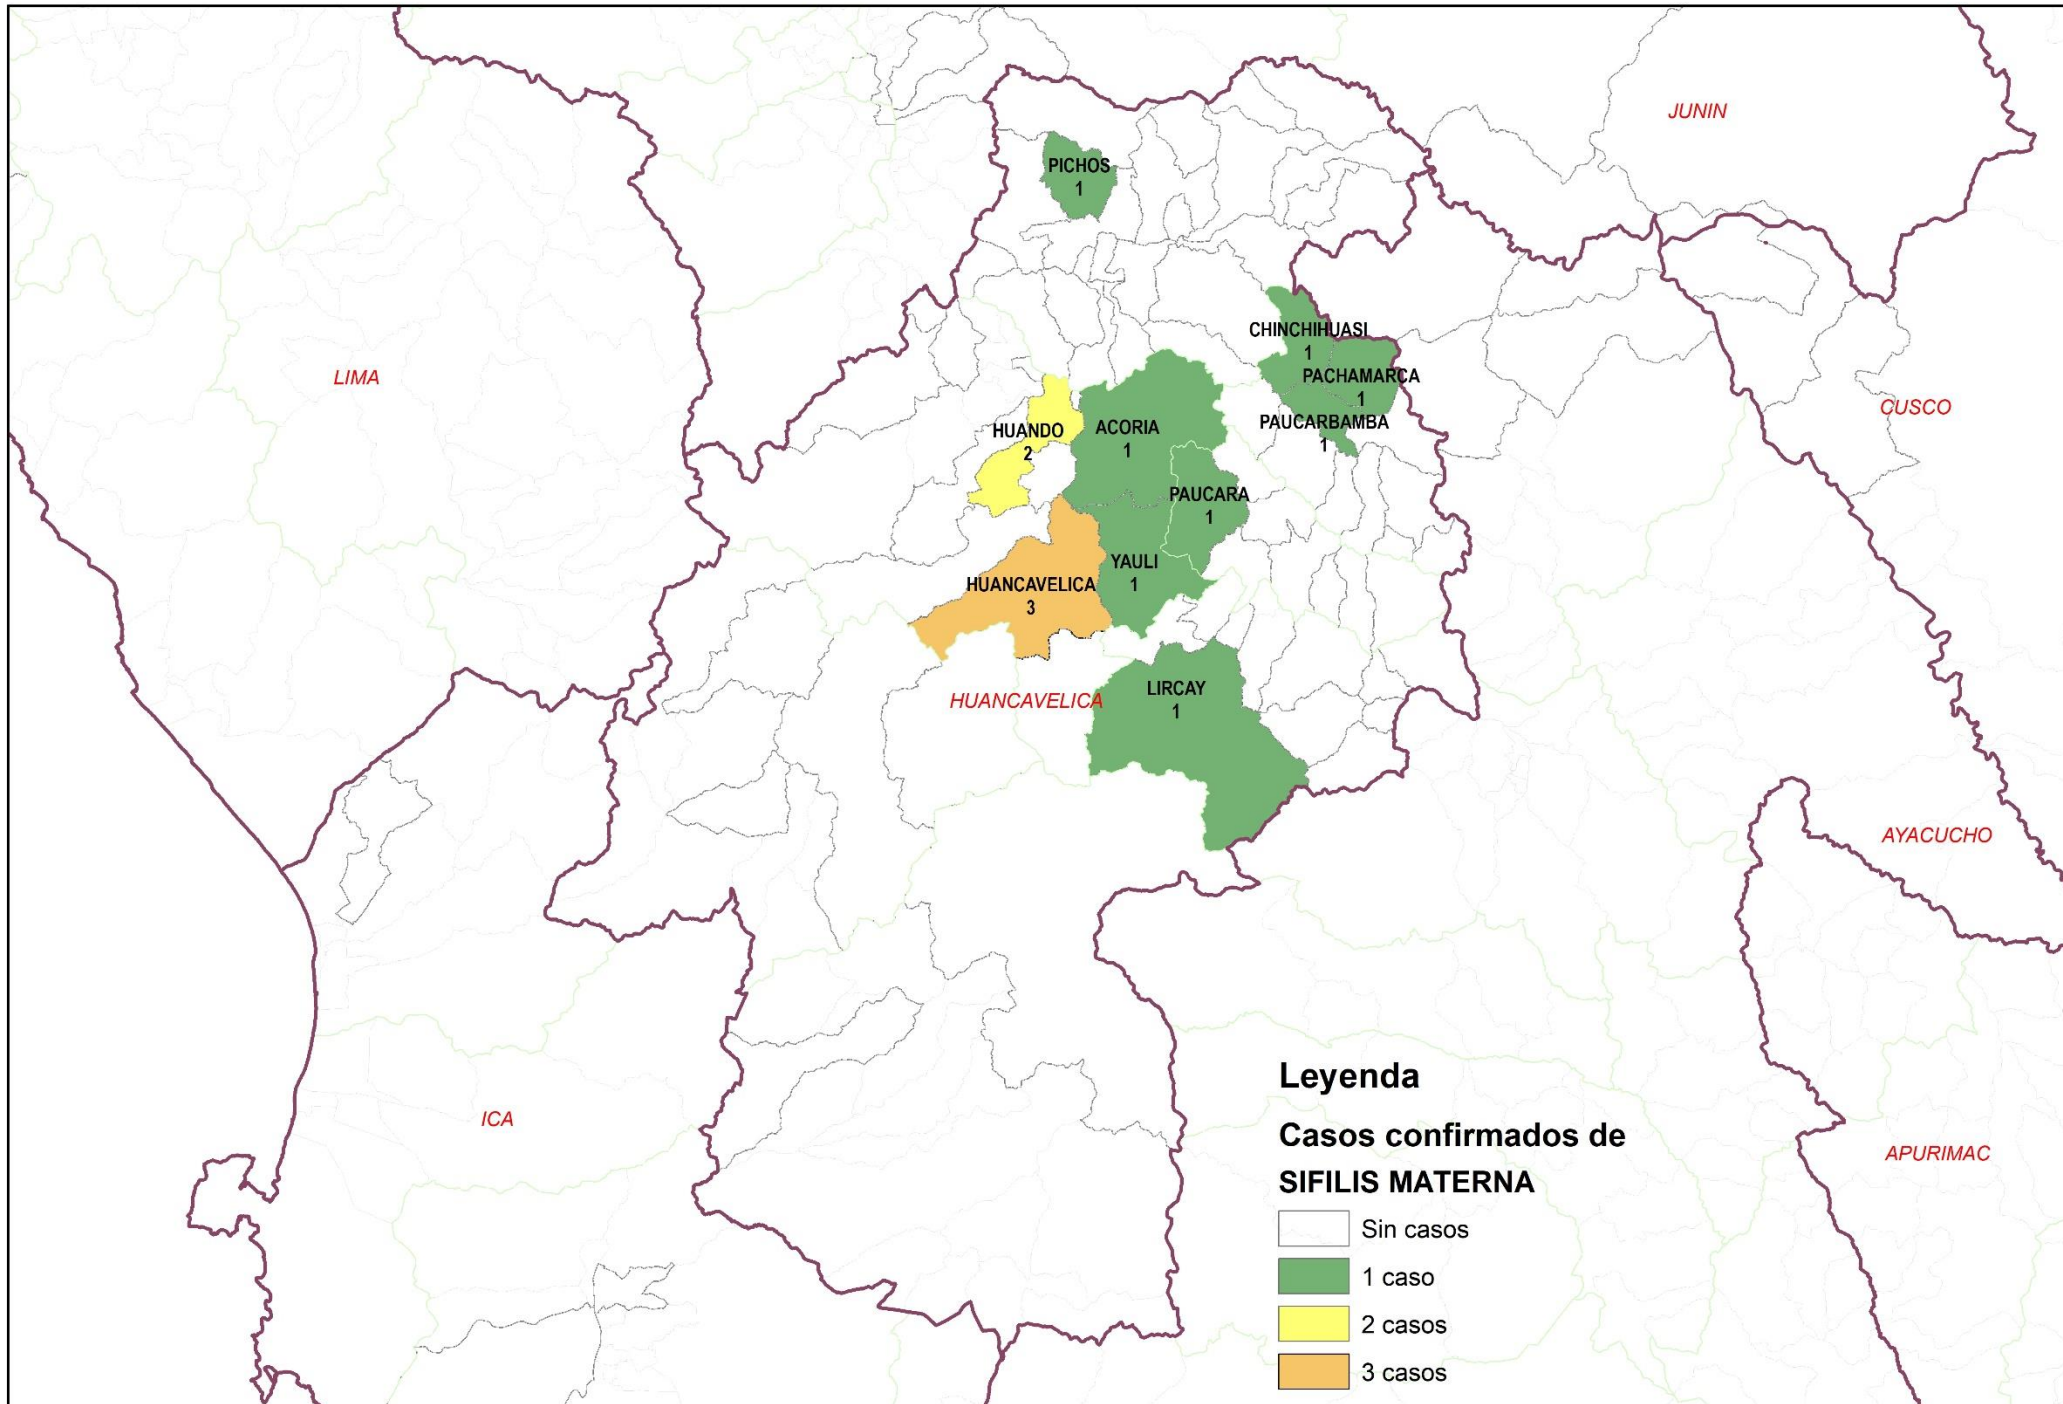 JUNIN
PICHOS
1
CHINCHIHUASI
1
LIMA
PACHAMARCA
1
CUSCO
PAUCARBAMBA
1
HUANDO
2
ACORIA
1
PAUCARA
1
YAULI
1
HUANCAVELICA
3
LIRCAY
1
HUANCAVELICA
AYACUCHO
ICA
APURIMAC
Leyenda
Casos confirmados de
SIFILIS MATERNA
Sin casos
1 caso
2 casos
3 casos